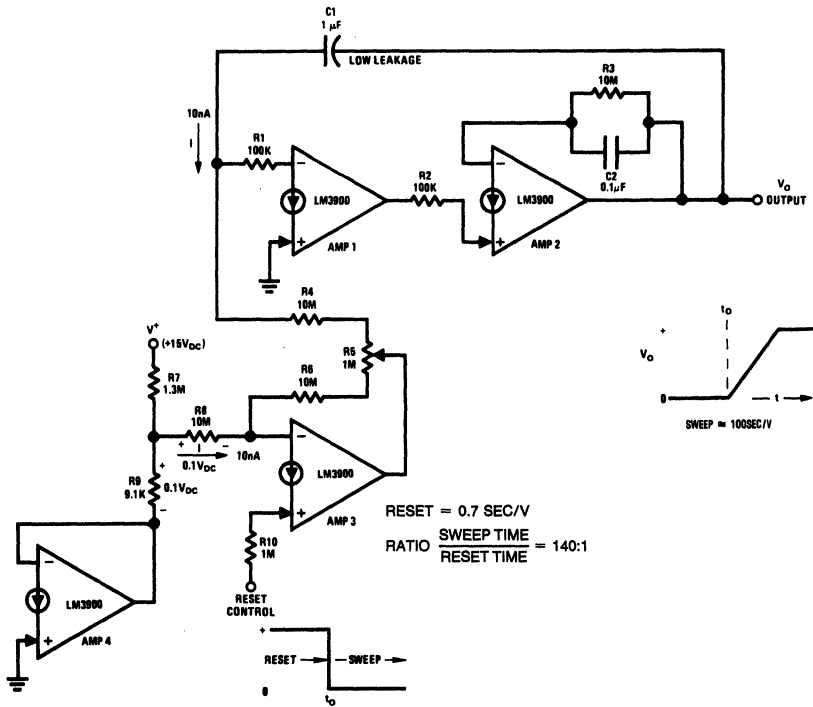 C1
1 μF
LOW LEAKAGE
R3
10M
C2
0.1μF
10nA
I
R1
100K
−
LM3900
+
AMP 1
R2
100K
−
LM3900
+
AMP 2
VO
OUTPUT
R4
10M
R5
1M
R6
10M
V+
(+15VDC)
R7
1.3M
R8
10M
+ I −
0.1VDC
10nA
R9
9.1K
+
0.1VDC
−
−
LM3900
+
AMP 3
R10
1M
RESET
CONTROL
−
LM3900
+
AMP 4
RESET ≈ 0.7 SEC/V
RATIO SWEEP TIME
RESET TIME = 140:1
+
RESET
SWEEP
0
tO
tO
+
VO
0
t
SWEEP ≈ 100SEC/V